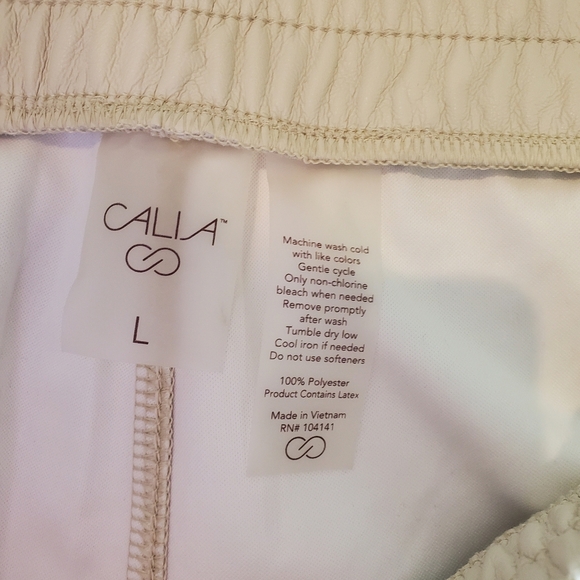 CALIA™
L
Machine wash cold
with like colors
Gentle cycle
Only non-chlorine
bleach when needed
Remove promptly
after wash
Tumble dry low
Cool iron if needed
Do not use softeners
100% Polyester
Product Contains Latex
Made in Vietnam
RN# 104141